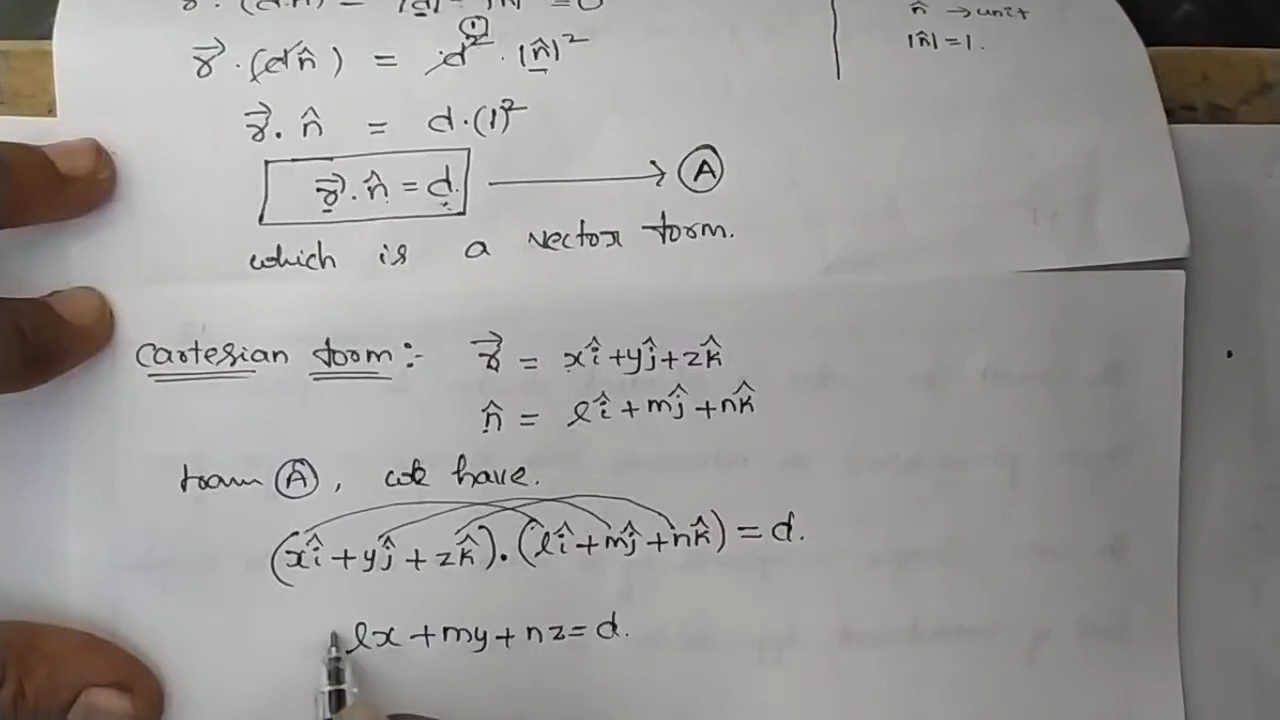 n̂ → unit
r⃗ · (d n̂) = d² · |n̂|²
|n̂| = 1.
r⃗ . n̂ = d · (1)²
r⃗ . n̂ = d. → Ⓐ
which is a vector form.
Cartesian form :- r⃗ = xî + yĵ + zk̂
n̂ = lî + mĵ + nk̂
from Ⓐ, we have.
(xî + yĵ + zk̂) . (lî + mĵ + nk̂) = d.
lx + my + nz = d.